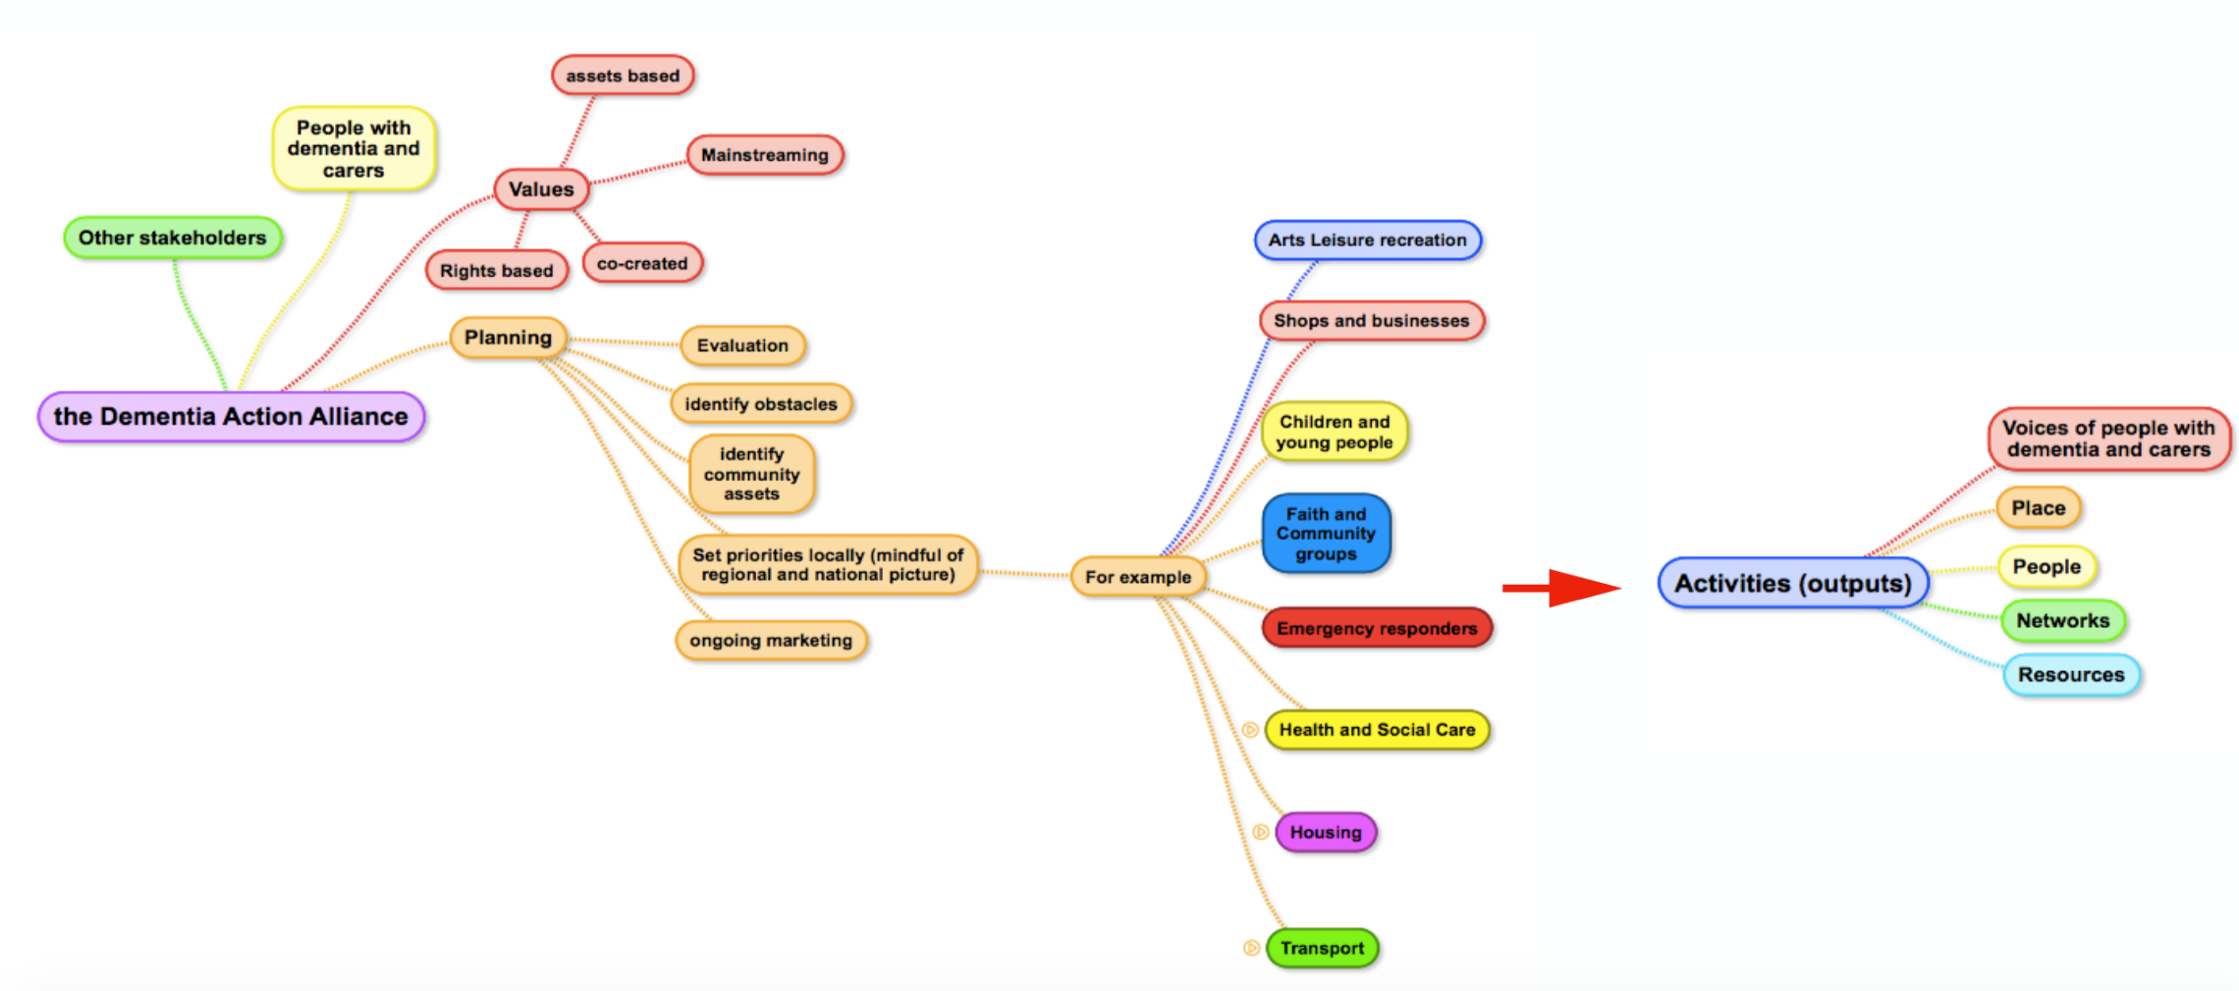 assets based
People with
dementia and
carers
Mainstreaming
Values
Other stakeholders
Rights based
co-created
Planning
Evaluation
identify obstacles
the Dementia Action Alliance
identify
community
assets
Set priorities locally (mindful of
regional and national picture)
ongoing marketing
For example
Arts Leisure recreation
Shops and businesses
Children and
young people
Faith and
Community
groups
Emergency responders
Health and Social Care
Housing
Transport
Activities (outputs)
Voices of people with
dementia and carers
Place
People
Networks
Resources